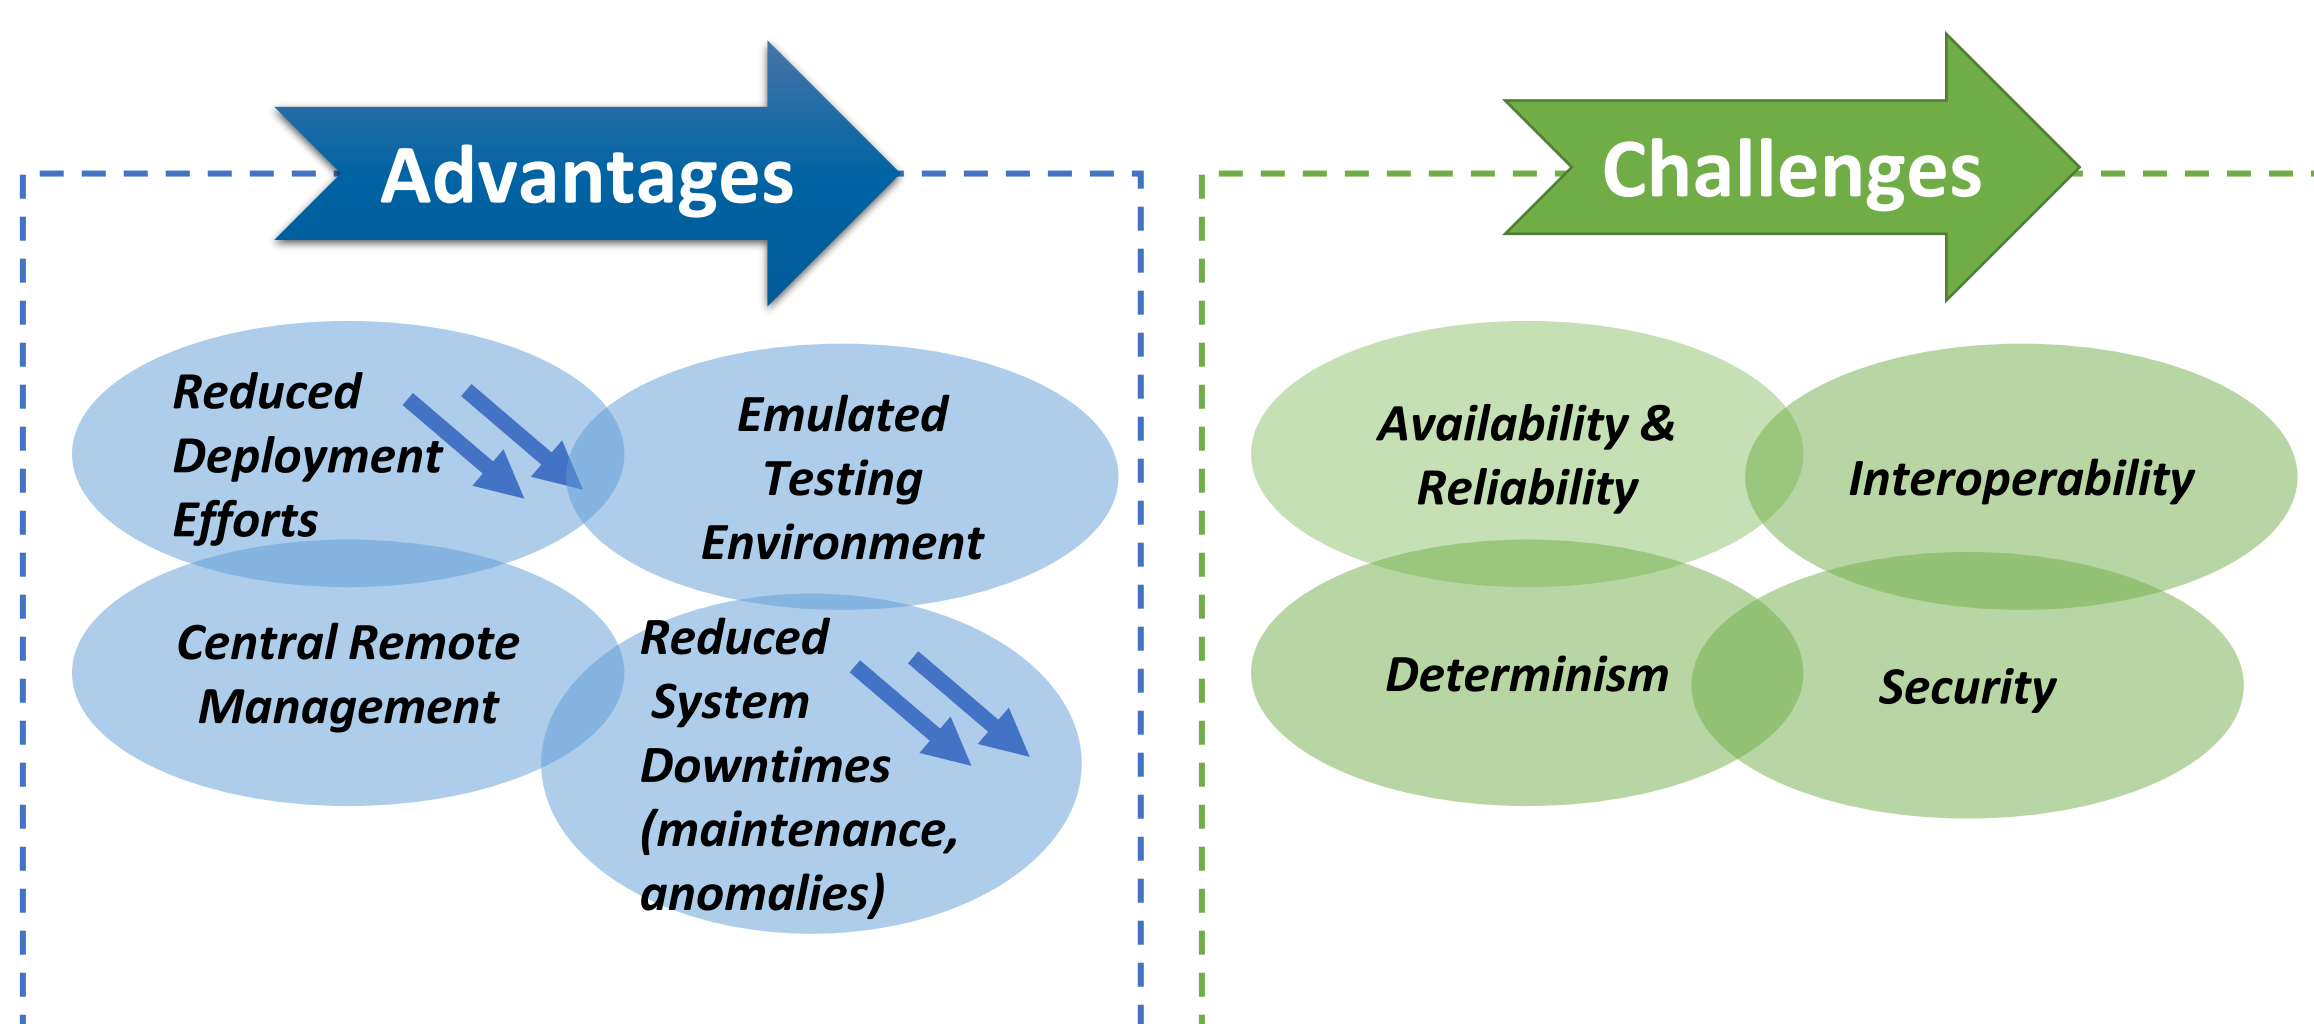 Advantages
Reduced
Deployment
Efforts
Emulated
Testing
Environment
Central Remote
Management
Reduced
System
Downtimes
(maintenance,
anomalies)
Challenges
Availability &
Reliability
Interoperability
Determinism
Security